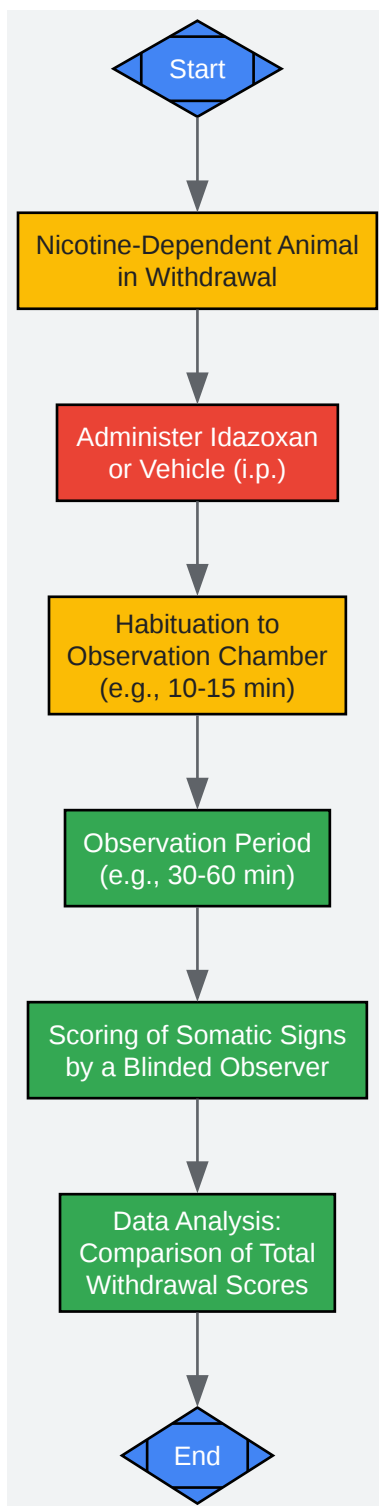 Start
Nicotine-Dependent Animal
in Withdrawal
Administer Idazoxan
or Vehicle (i.p.)
Habituation to
Observation Chamber
(e.g., 10-15 min)
Observation Period
(e.g., 30-60 min)
Scoring of Somatic Signs
by a Blinded Observer
Data Analysis:
Comparison of Total
Withdrawal Scores
End